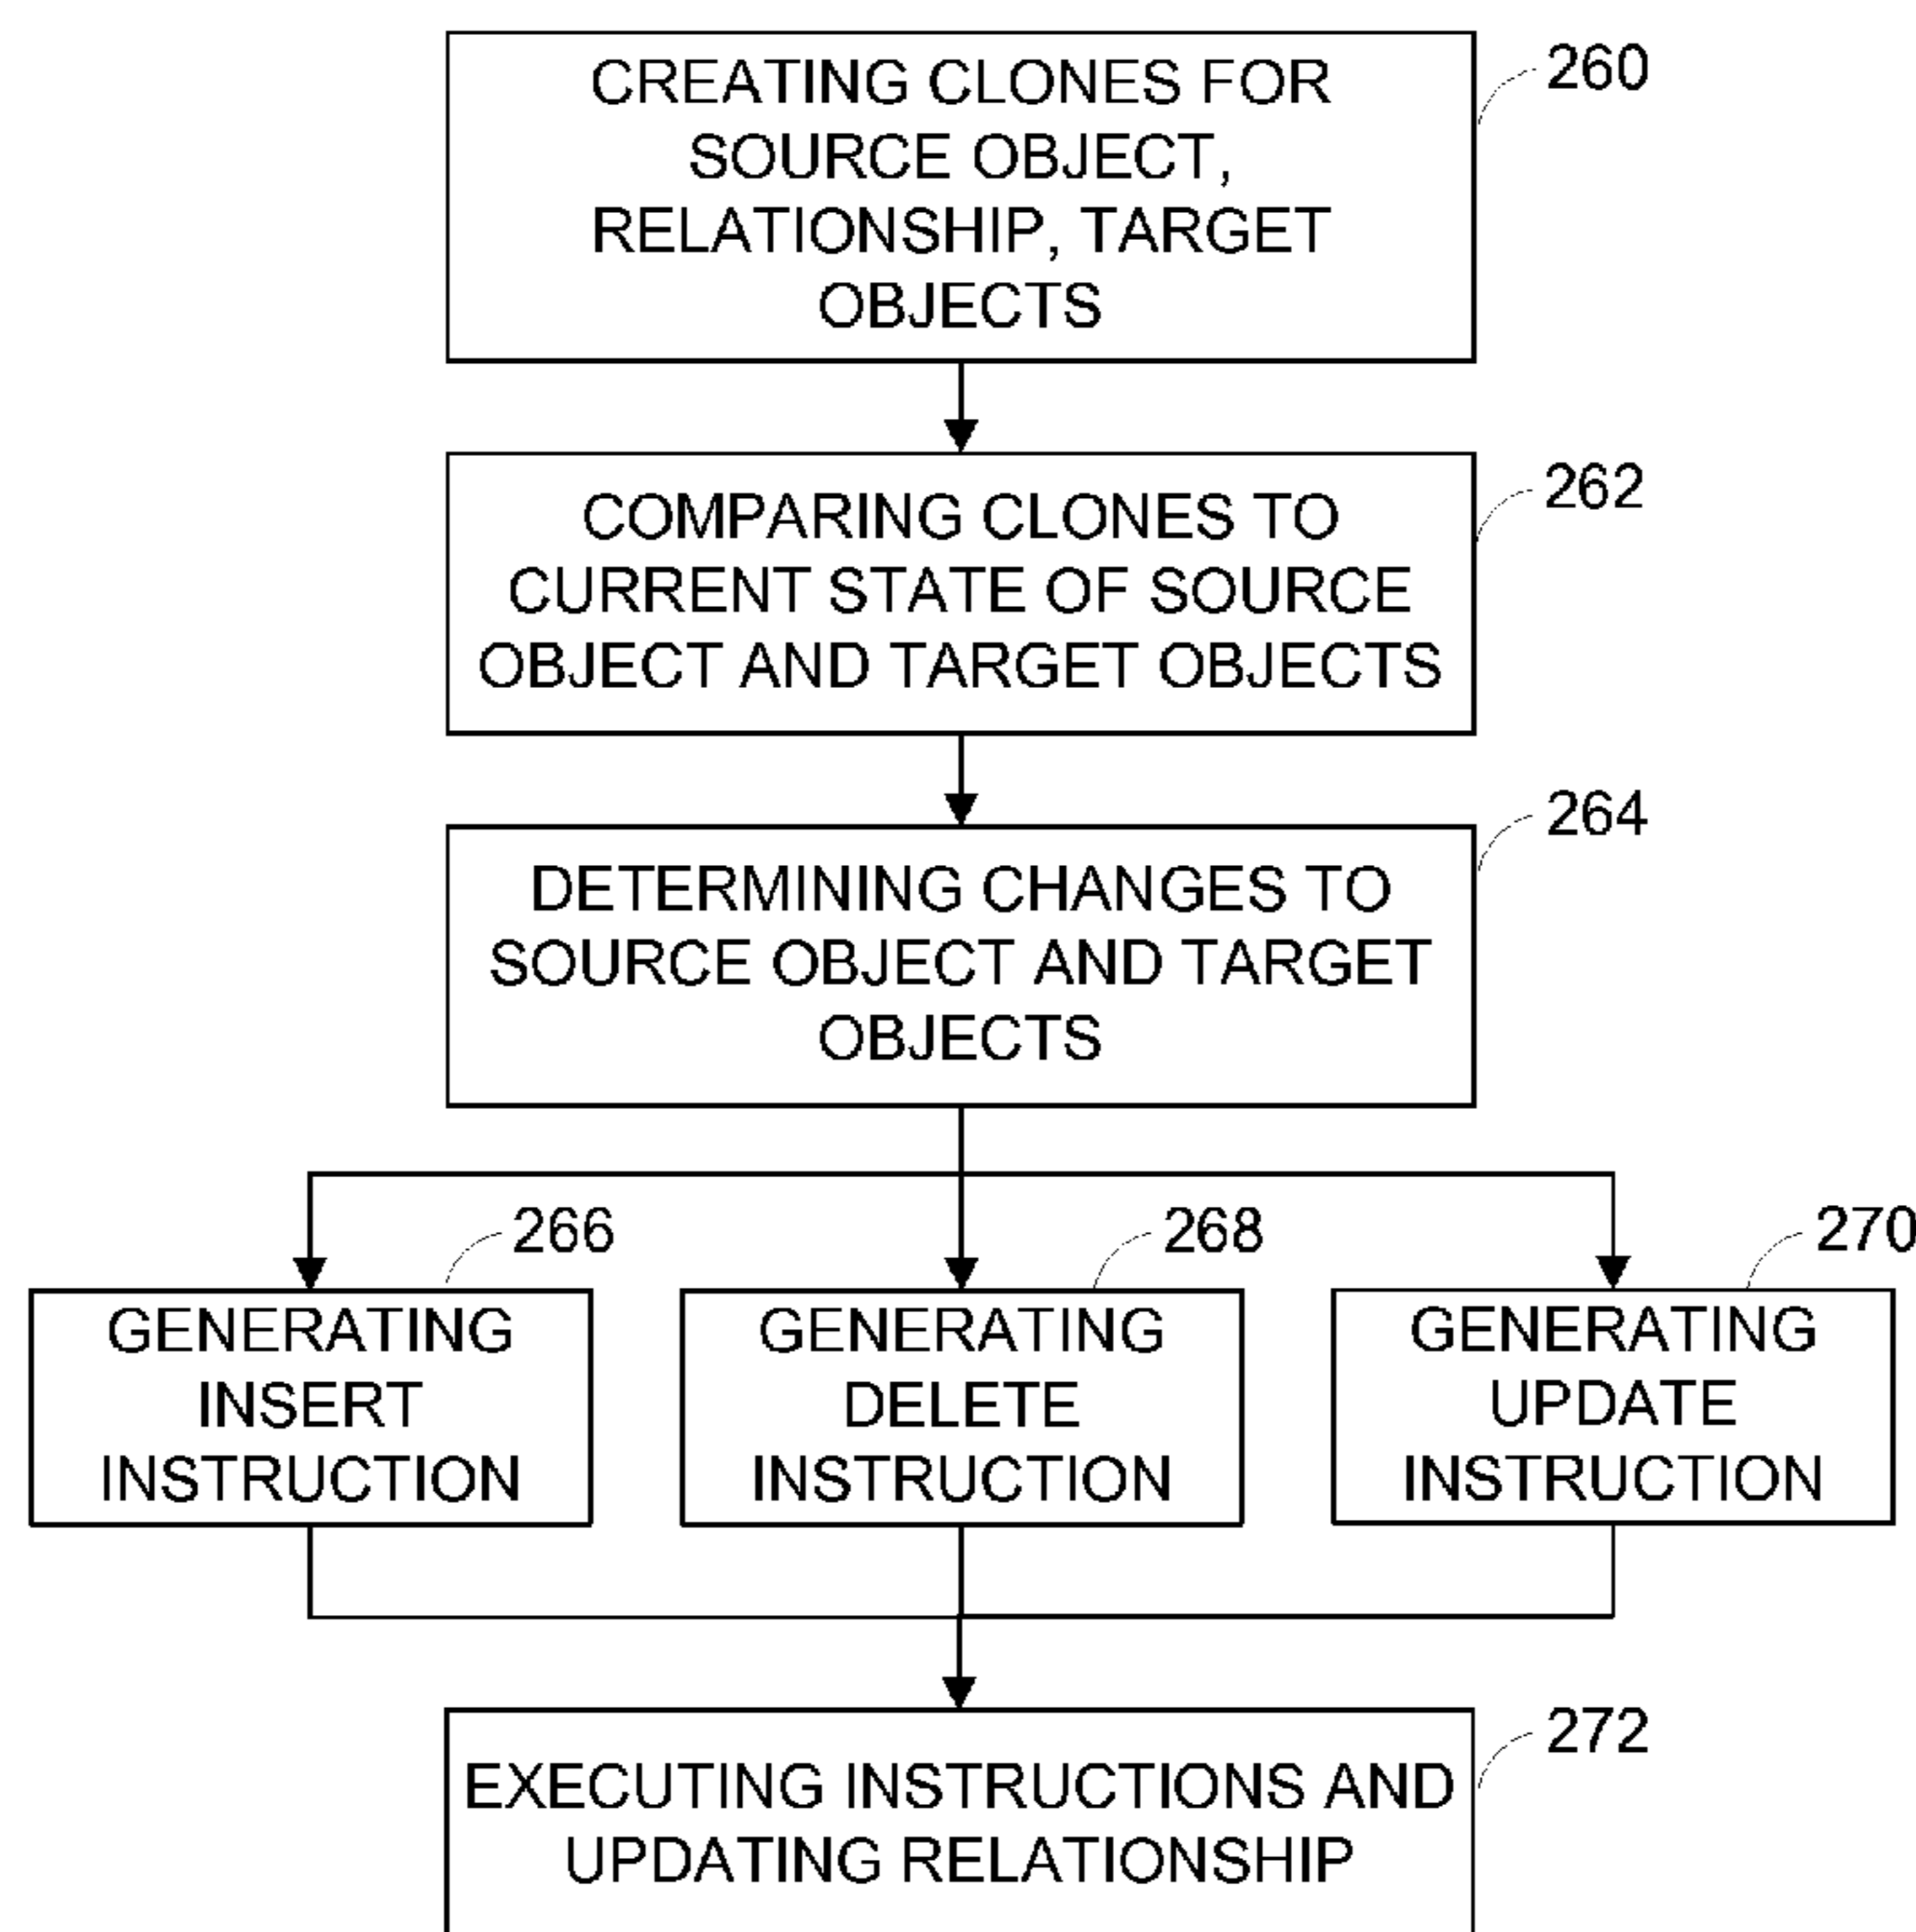 CREATING CLONES FOR
SOURCE OBJECT,
RELATIONSHIP, TARGET
OBJECTS
260
COMPARING CLONES TO
CURRENT STATE OF SOURCE
OBJECT AND TARGET OBJECTS
262
DETERMINING CHANGES TO
SOURCE OBJECT AND TARGET
OBJECTS
264
266
GENERATING
INSERT
INSTRUCTION
268
GENERATING
DELETE
INSTRUCTION
270
GENERATING
UPDATE
INSTRUCTION
EXECUTING INSTRUCTIONS AND
UPDATING RELATIONSHIP
272